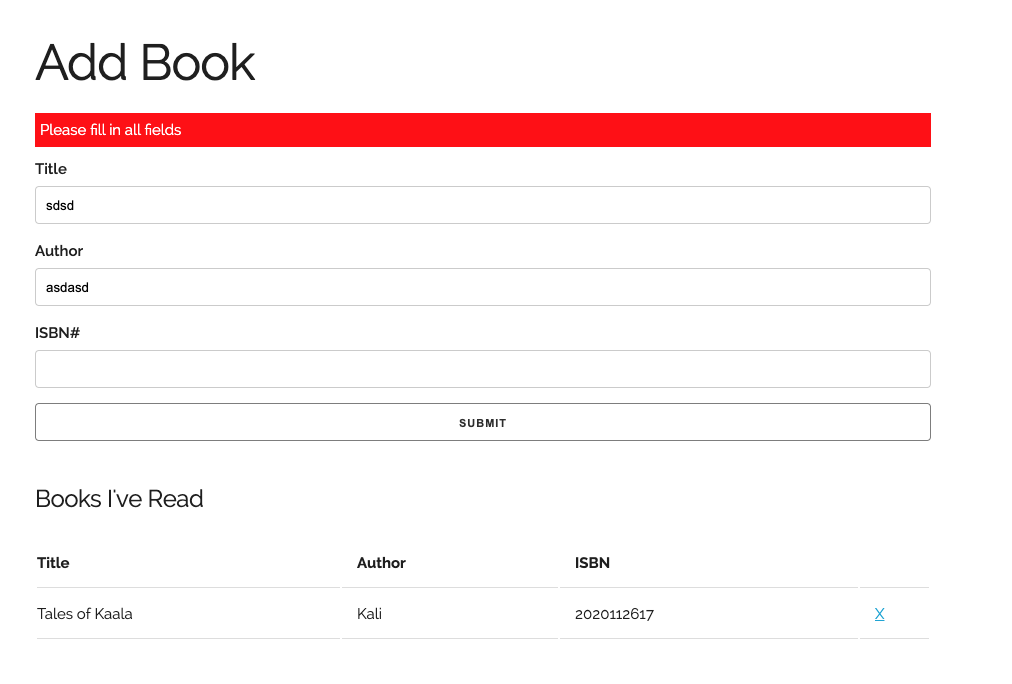 Add Book
Please fill in all fields
Title
sdsd
Author
asdasd
ISBN#
SUBMIT
Books I've Read
Title Author ISBN
Tales of Kaala Kali 2020112617 X